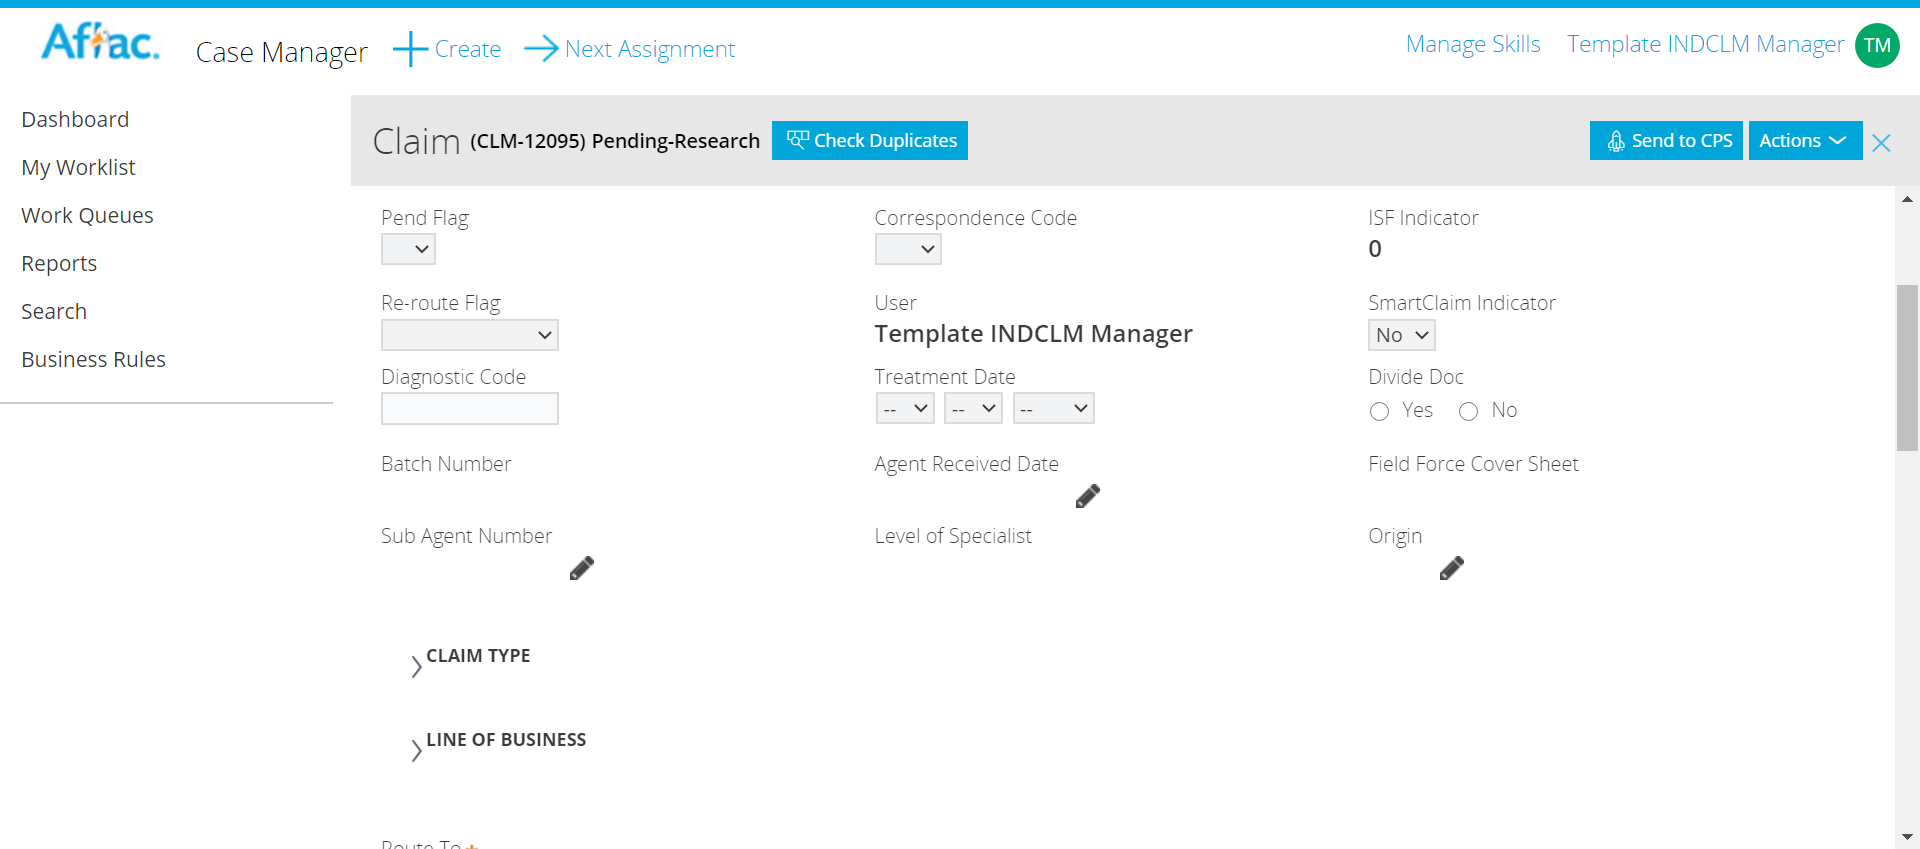 Aflac.
Case Manager
Create
Next Assignment
Manage Skills
Template INDCLM Manager
TM
Dashboard
My Worklist
Work Queues
Reports
Search
Business Rules
Claim (CLM-12095) Pending-Research
Check Duplicates
Send to CPS
Actions
Pend Flag
Correspondence Code
ISF Indicator
0
Re-route Flag
User
Template INDCLM Manager
SmartClaim Indicator
No
Diagnostic Code
Treatment Date
-- -- --
Divide Doc
Yes No
Batch Number
Agent Received Date
Field Force Cover Sheet
Sub Agent Number
Level of Specialist
Origin
CLAIM TYPE
LINE OF BUSINESS
Route To